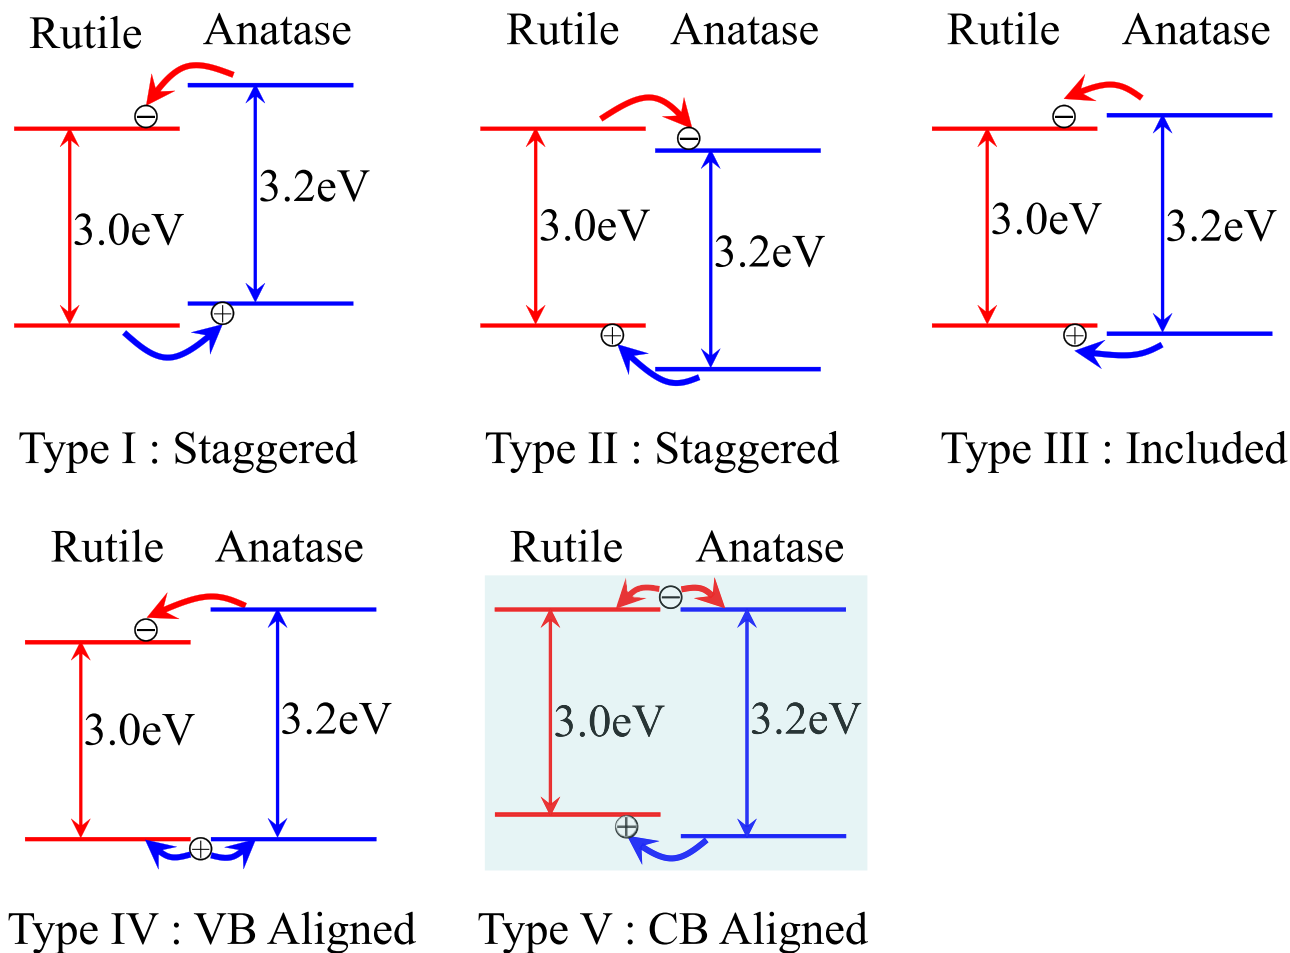 Rutile Anatase
3.0eV 3.2eV
Type I : Staggered
Rutile Anatase
3.0eV 3.2eV
Type II : Staggered
Rutile Anatase
3.0eV 3.2eV
Type III : Included
Rutile Anatase
3.0eV 3.2eV
Type IV : VB Aligned
Rutile Anatase
3.0eV 3.2eV
Type V : CB Aligned